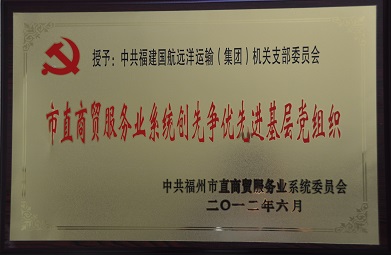 授予：中共福建国航远洋运输（集团）机关支部委员会
市直商贸服务业系统创先争优先进基层党组织
中共福州市直商贸服务业系统委员会
二〇一二年六月